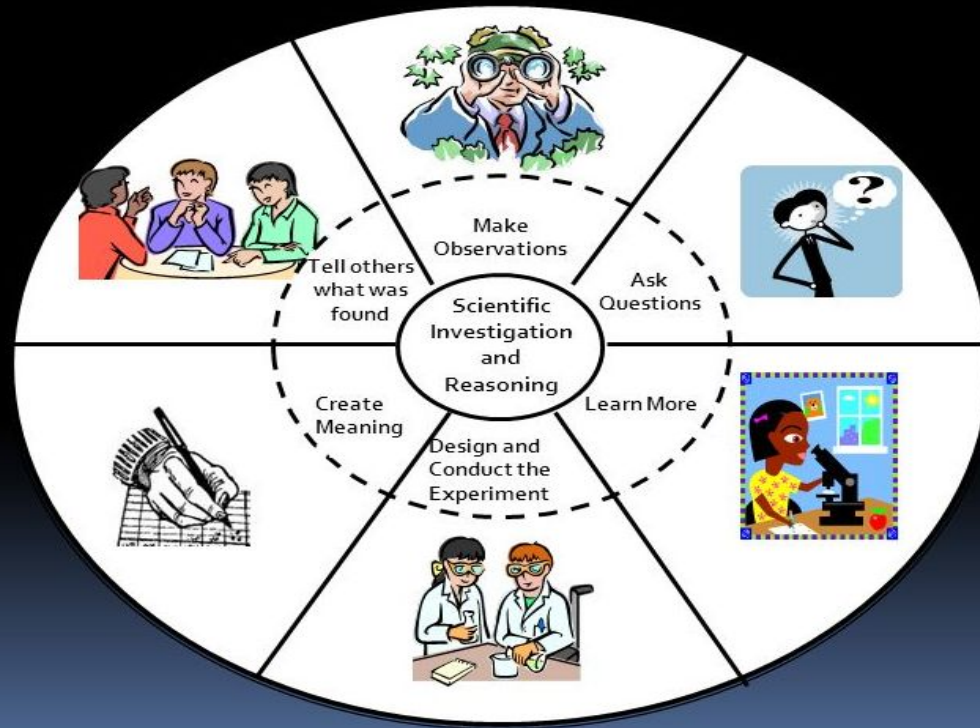 Make
Observations
Ask
Questions
Learn More
Design and
Conduct the
Experiment
Create
Meaning
Tell others
what was
found
Scientific
Investigation
and
Reasoning
?